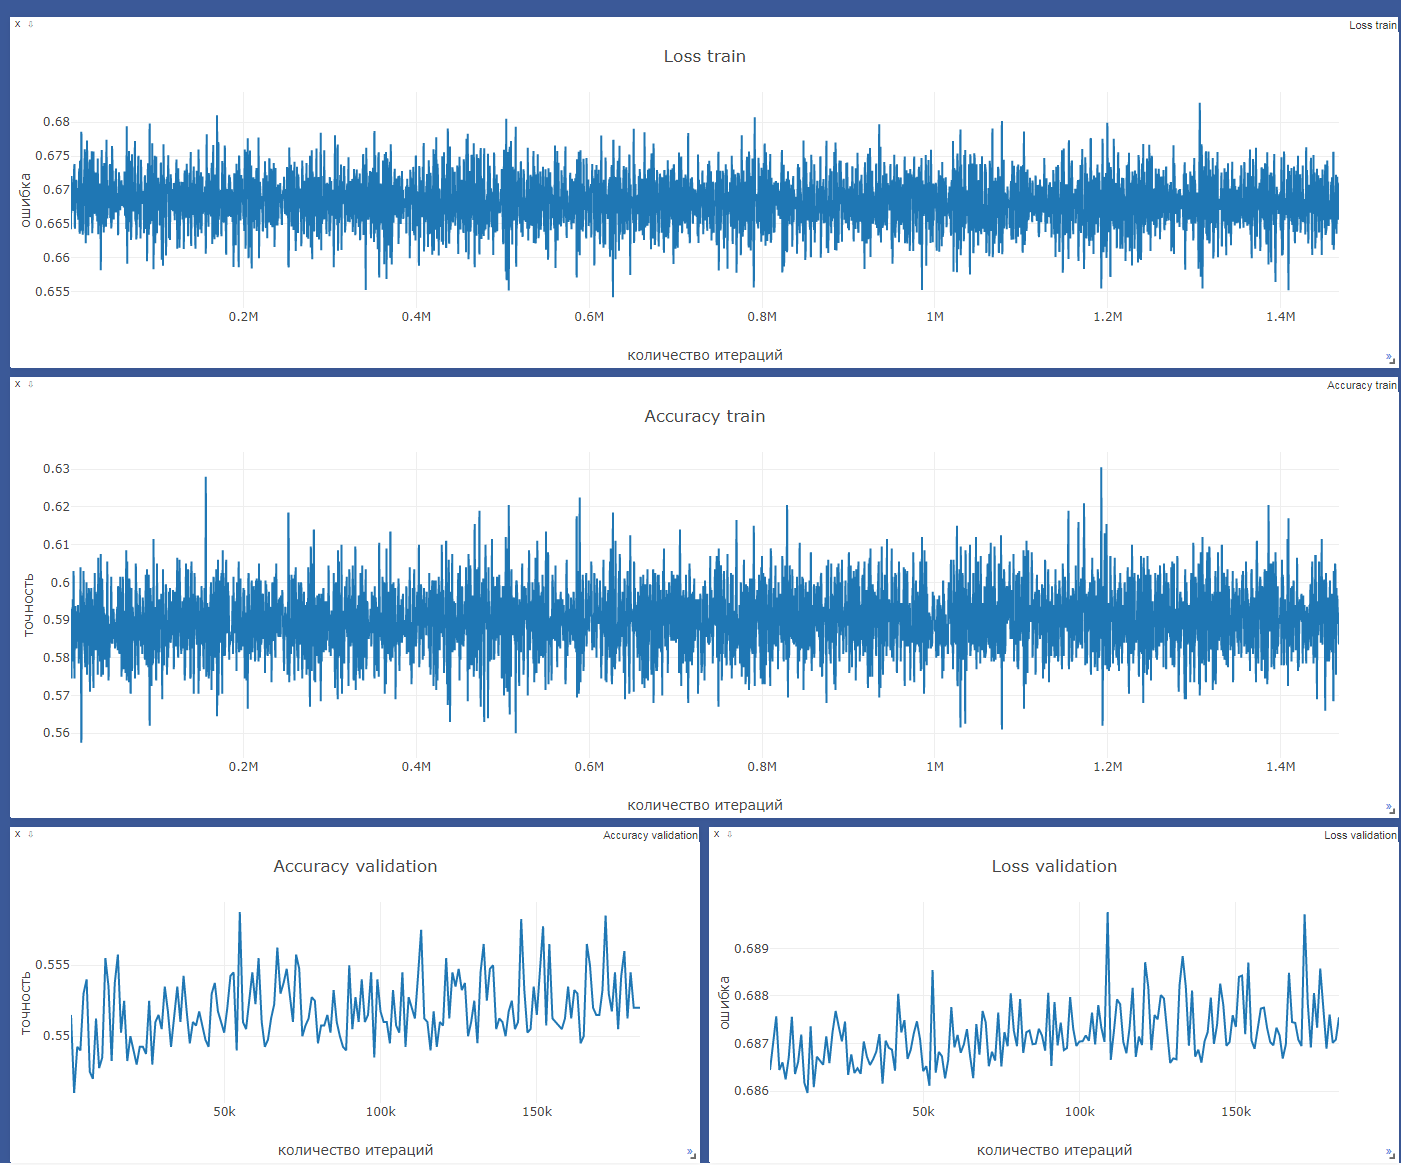 X ⇩ Loss train
Loss train
0.68
0.675
0.67
0.665
0.66
0.655
ошибка
0.2M 0.4M 0.6M 0.8M 1M 1.2M 1.4M
количество итераций
»
X ⇩ Accuracy train
Accuracy train
0.63
0.62
0.61
0.6
0.59
0.58
0.57
0.56
точность
0.2M 0.4M 0.6M 0.8M 1M 1.2M 1.4M
количество итераций
»
X ⇩ Accuracy validation
Accuracy validation
0.555
0.55
точность
50k 100k 150k
количество итераций
»
X ⇩ Loss validation
Loss validation
0.689
0.688
0.687
0.686
ошибка
50k 100k 150k
количество итераций
»